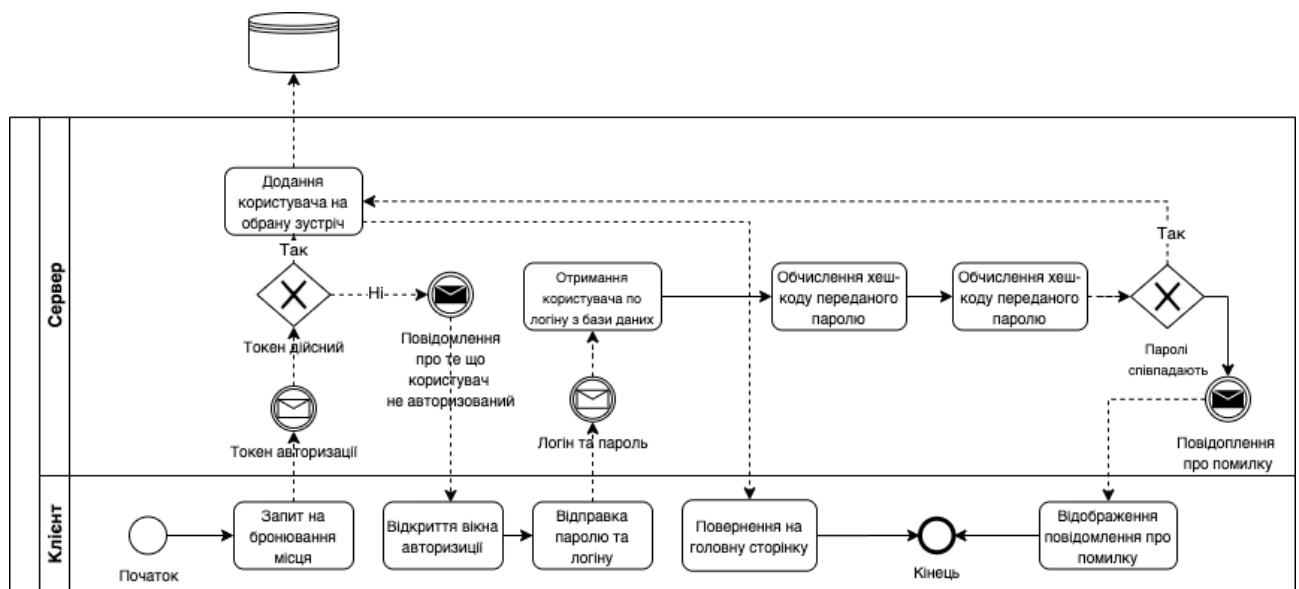 Сервер
Додання
користувача на
обрану зустріч
Так
Ні
Токен дійсний
Повідомлення
про те що
користувач
не авторизований
Токен авторизації
Отримання
користувача по
логіну з бази даних
Логін та пароль
Обчислення хеш-
коду переданого
паролю
Обчислення хеш-
коду переданого
паролю
Так
Паролі
співпадають
Повідоплення
про помилку
Клієнт
Початок
Запит на
бронювання
місця
Відкриття вікна
авторизиції
Відправка
паролю та
логіну
Повернення на
головну сторінку
Кінець
Відображення
повідомлення про
помилку